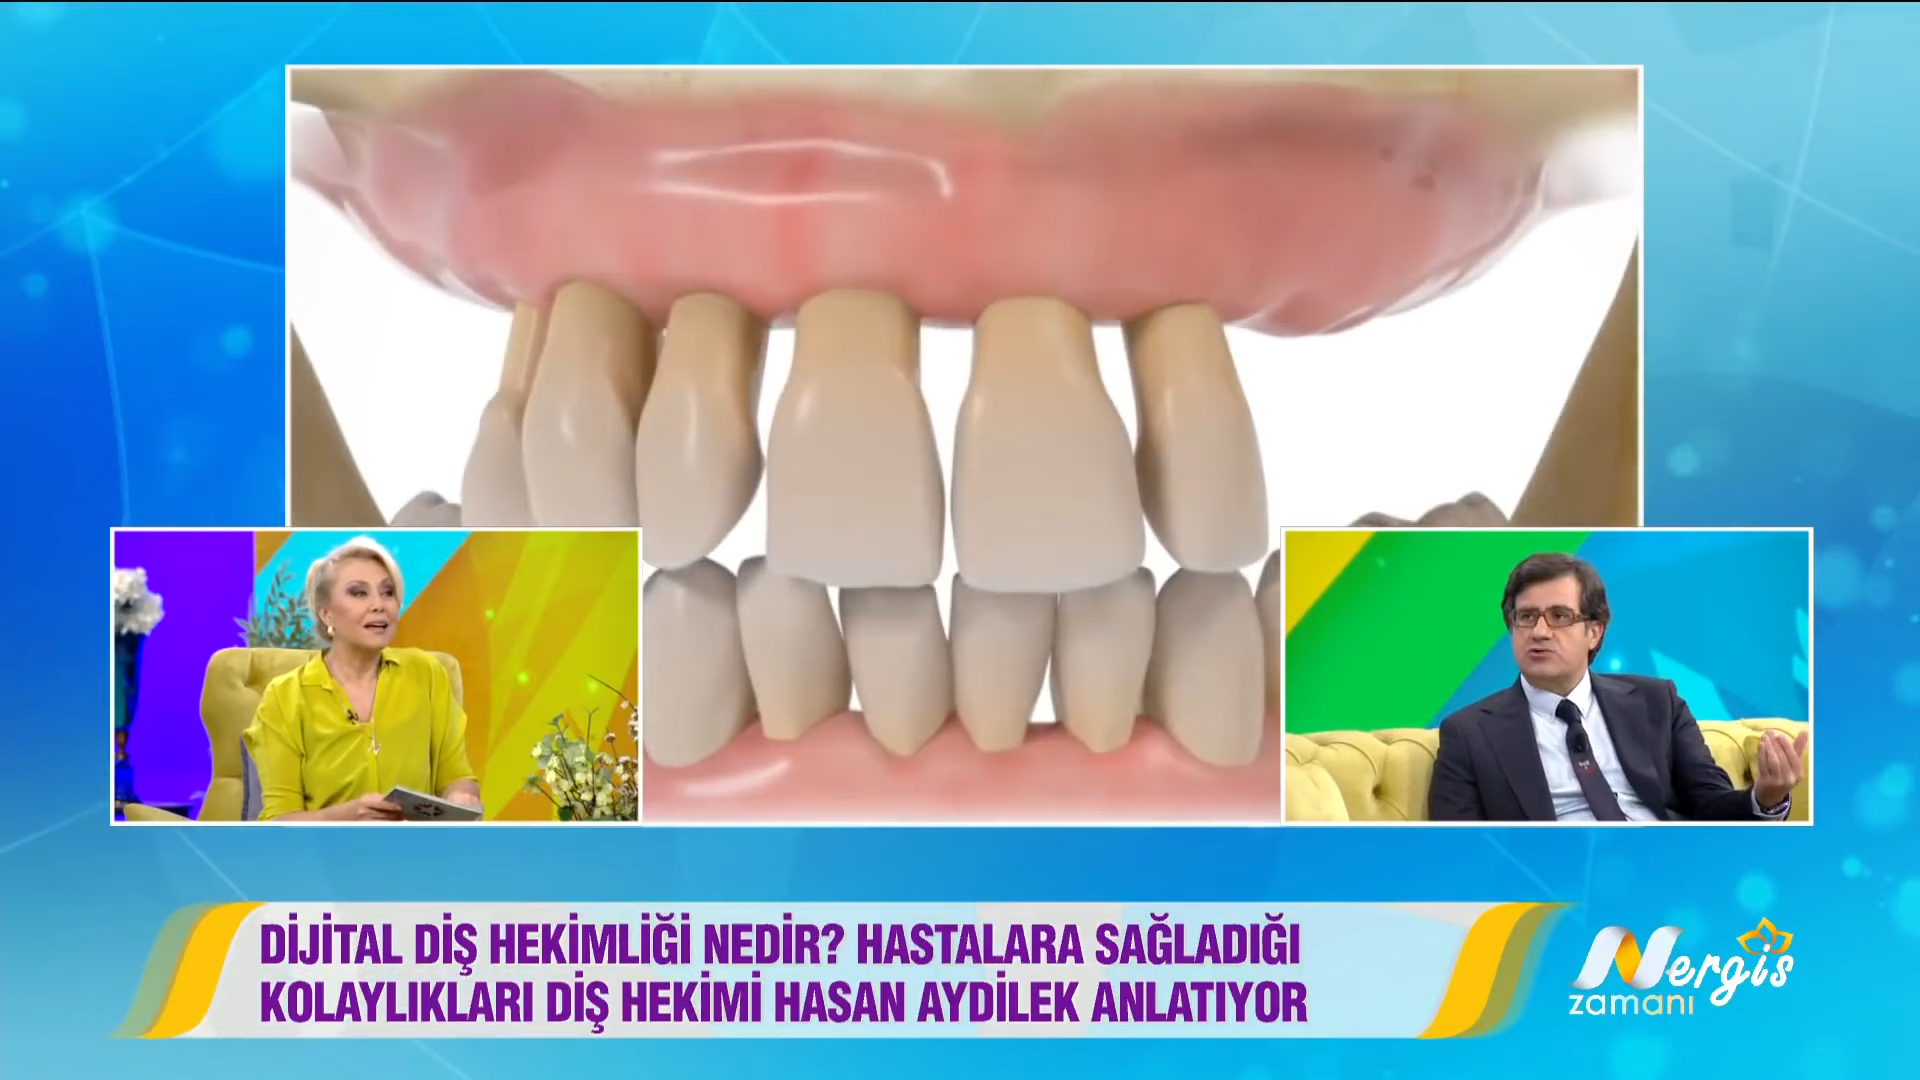 DİJİTAL DİŞ HEKİMLİĞİ NEDİR? HASTALARA SAĞLADIĞI
KOLAYLIKLARI DİŞ HEKİMİ HASAN AYDİLEK ANLATIYOR
Nergis
zamanı